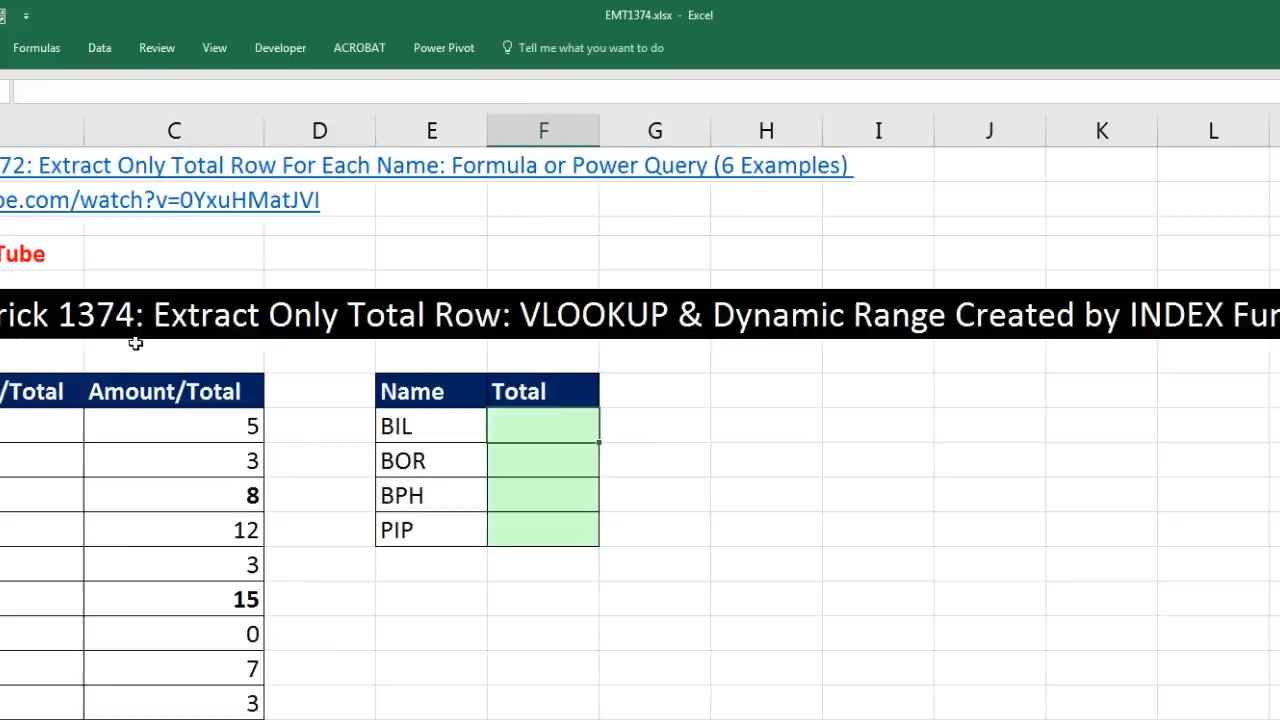 EMT1374.xlsx - Excel
Formulas Data Review View Developer ACROBAT Power Pivot Tell me what you want to do
C D E F G H I J K L
72: Extract Only Total Row For Each Name: Formula or Power Query (6 Examples)
be.com/watch?v=0YxuHMatJVI
Tube
rick 1374: Extract Only Total Row: VLOOKUP & Dynamic Range Created by INDEX Fun
/Total Amount/Total Name Total
5 BIL
3 BOR
8 BPH
12 PIP
3
15
0
7
3